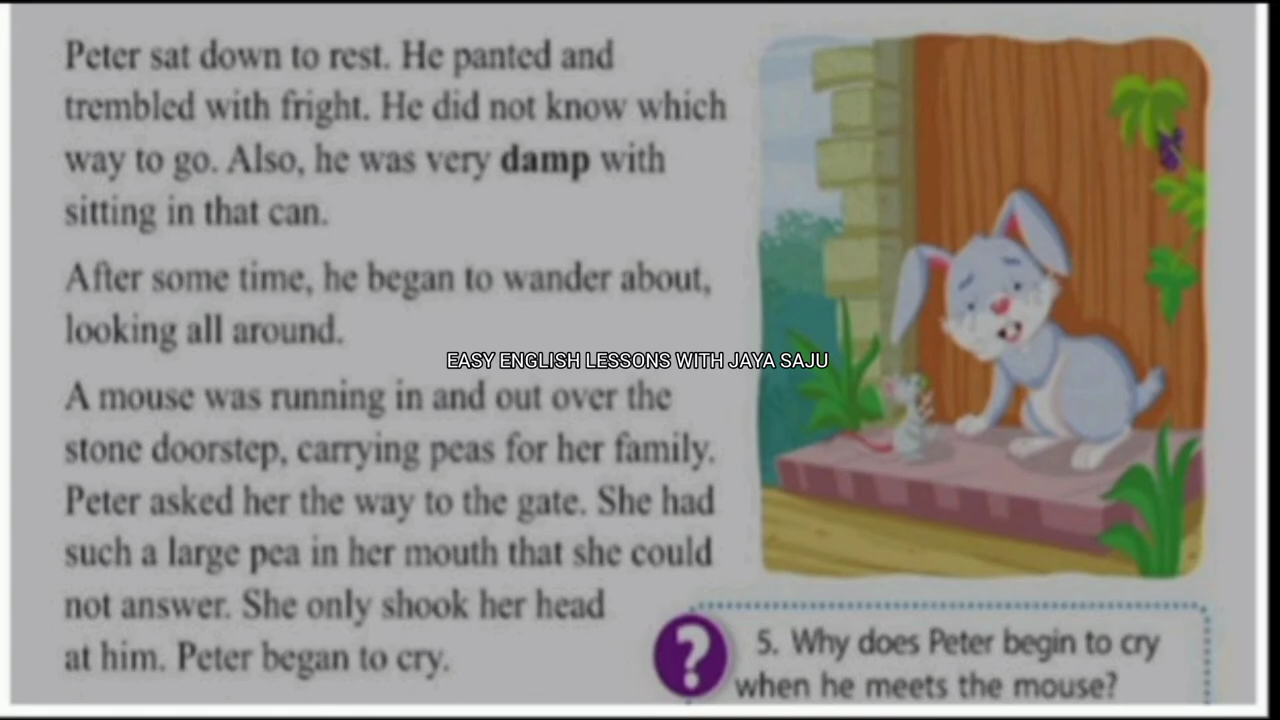 Peter sat down to rest. He panted and
trembled with fright. He did not know which
way to go. Also, he was very damp with
sitting in that can.
After some time, he began to wander about,
looking all around.
EASY ENGLISH LESSONS WITH JAYA SAJU
A mouse was running in and out over the
stone doorstep, carrying peas for her family.
Peter asked her the way to the gate. She had
such a large pea in her mouth that she could
not answer. She only shook her head
at him. Peter began to cry.
?
5. Why does Peter begin to cry
when he meets the mouse?